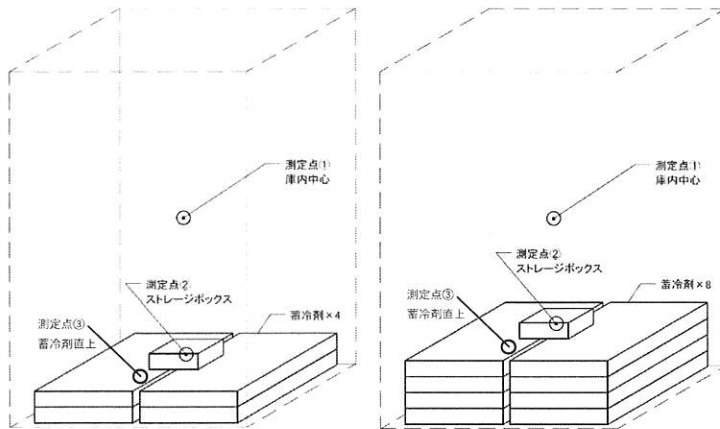 測定点①
庫内中心
測定点②
ストレージボックス
測定点③
蓄冷剤直上
蓄冷剤×4
測定点①
庫内中心
測定点②
ストレージボックス
測定点③
蓄冷剤直上
蓄冷剤×8